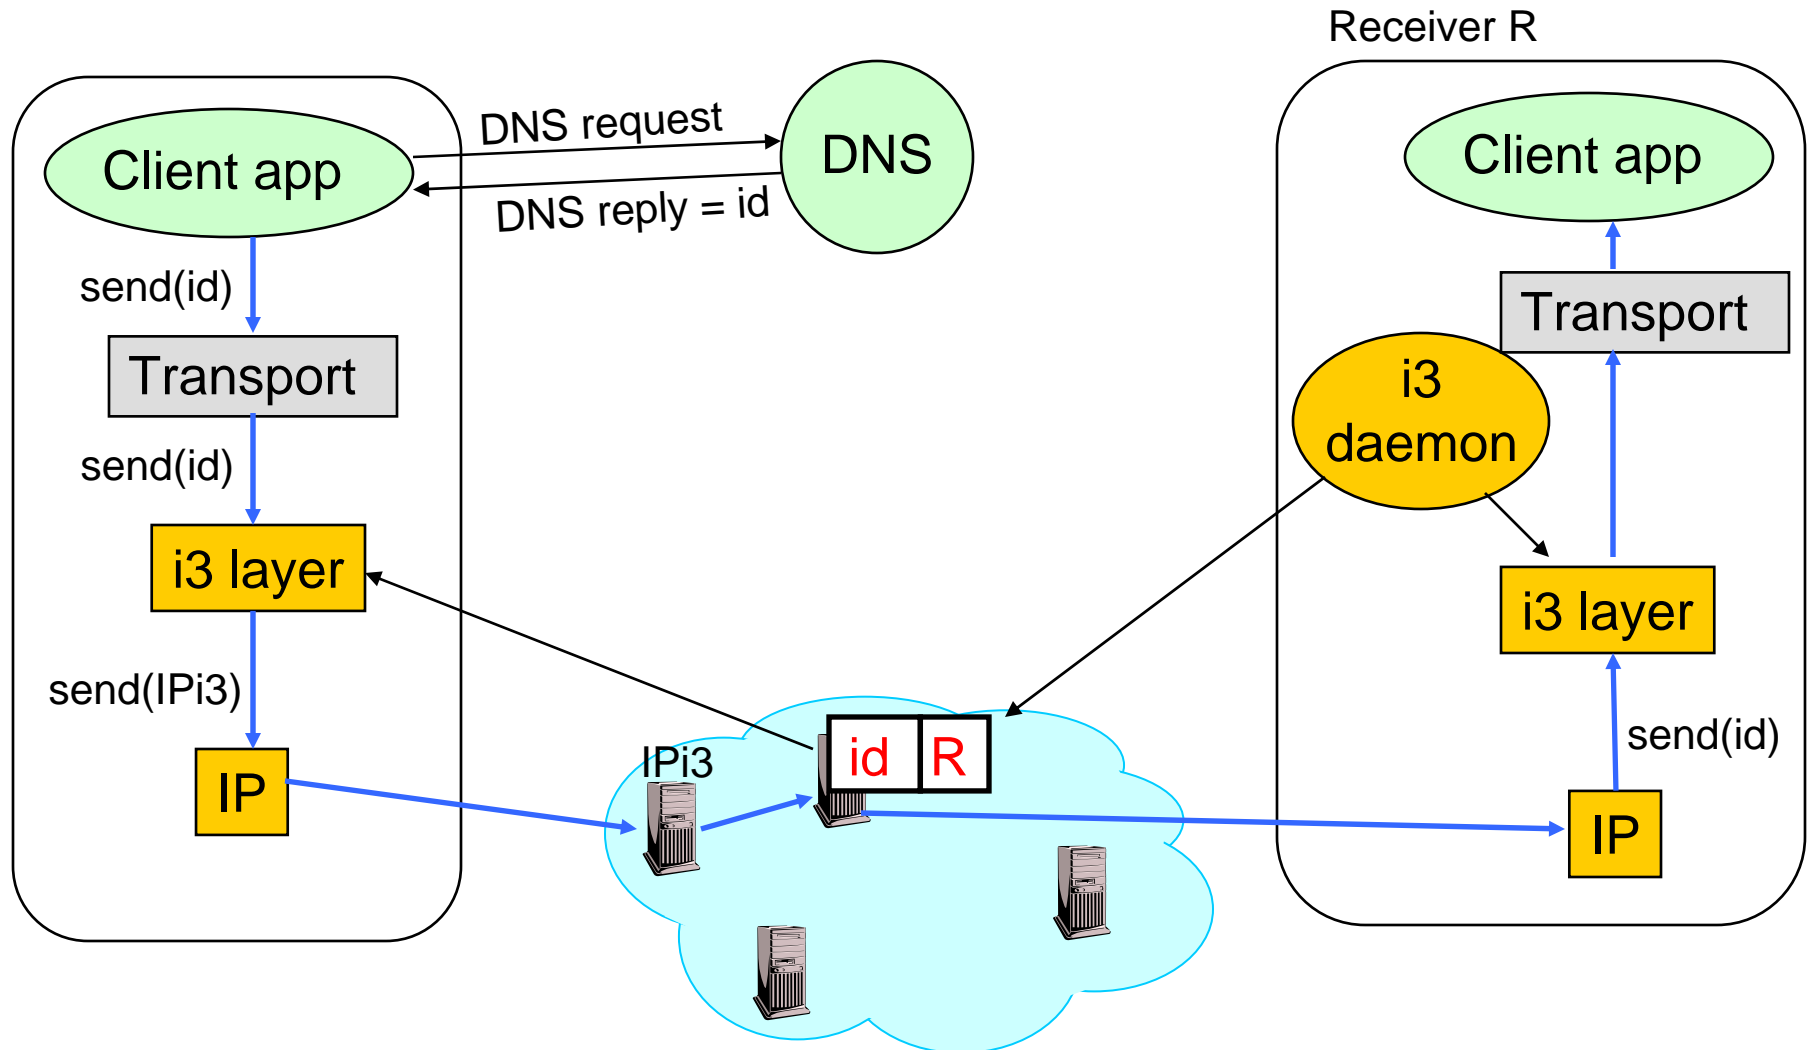 Receiver R
Client app
DNS request
DNS reply = id
DNS
Client app
send(id)
Transport
send(id)
i3 layer
send(IPi3)
IP
IPi3
id R
Transport
i3
daemon
i3 layer
send(id)
IP